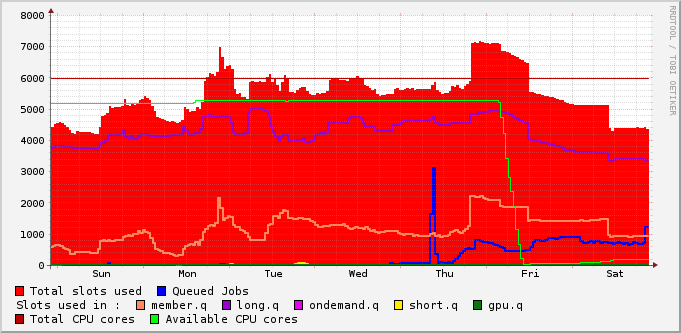 8000
7000
6000
5000
4000
3000
2000
1000
0
Sun Mon Tue Wed Thu Fri Sat
Total slots used Queued Jobs
Slots used in : member.q long.q ondemand.q short.q gpu.q
Total CPU cores Available CPU cores
RRDTOOL / TOBI OETIKER